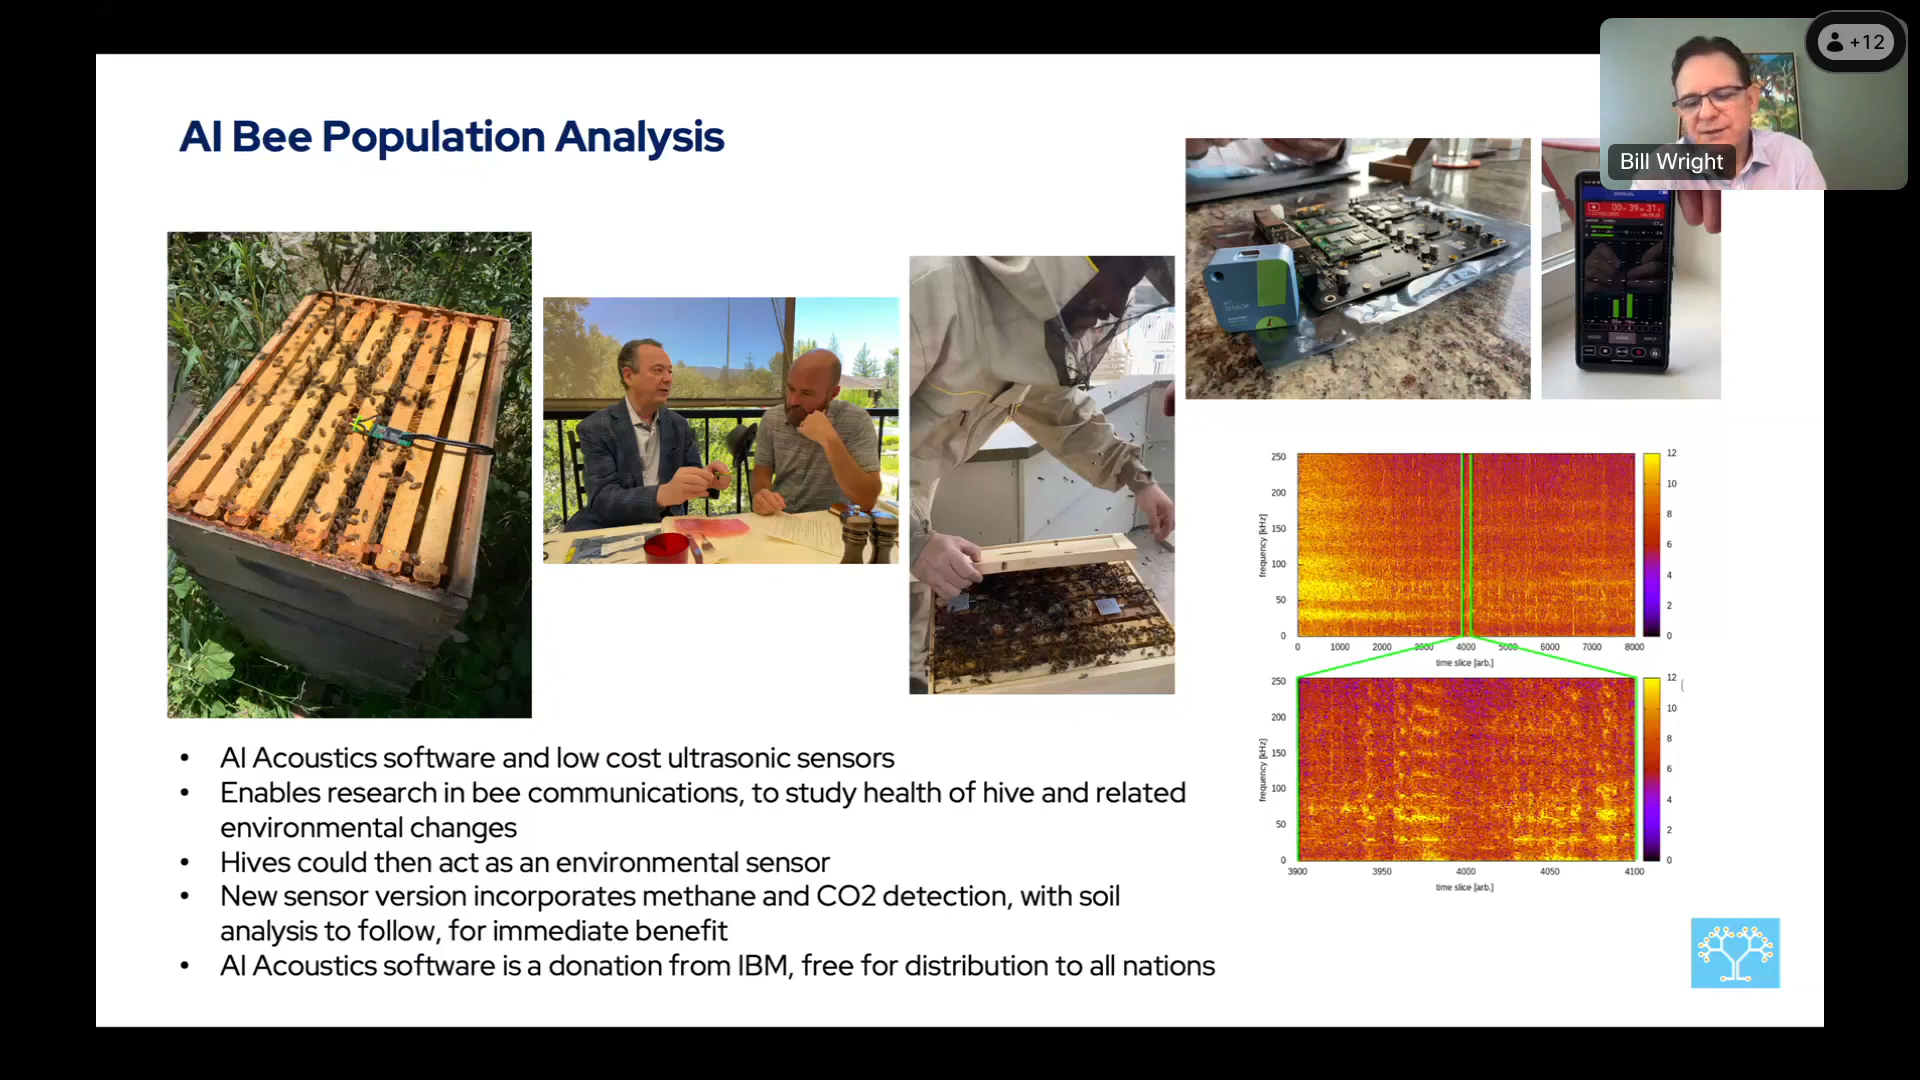 +12
Bill Wright
AI Bee Population Analysis
SENSOR
frequency [kHz]
250
200
150
100
50
0
0 1000 2000 3000 4000 5000 6000 7000 8000
time slice [arb.]
12
10
8
6
4
2
0
frequency [kHz]
250
200
150
100
50
0
3900 3950 4000 4050 4100
time slice [arb.]
12
10
8
6
4
2
0
• AI Acoustics software and low cost ultrasonic sensors
• Enables research in bee communications, to study health of hive and related
environmental changes
• Hives could then act as an environmental sensor
• New sensor version incorporates methane and CO2 detection, with soil
analysis to follow, for immediate benefit
• AI Acoustics software is a donation from IBM, free for distribution to all nations